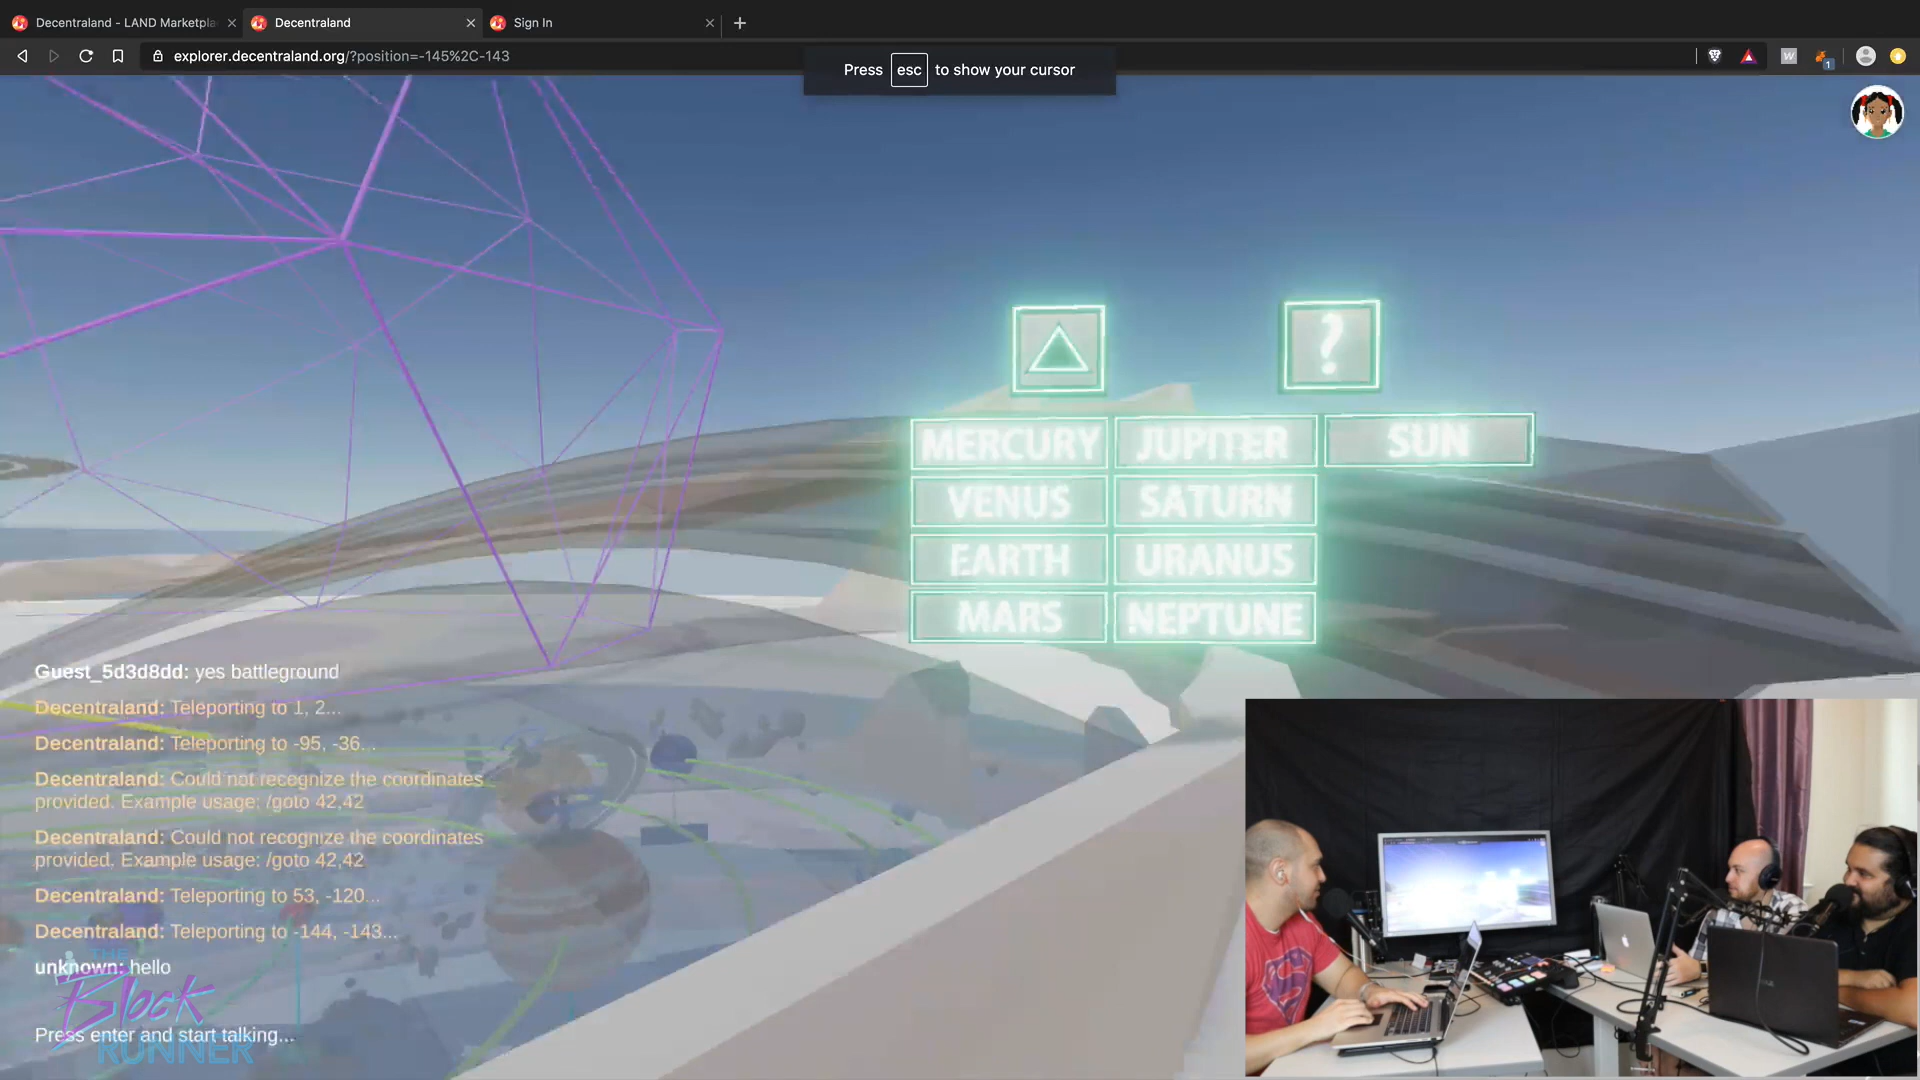 Decentraland - LAND Marketpla
Decentraland
Sign In
explorer.decentraland.org/?position=-145%2C-143
W
1
Press esc to show your cursor
?
MERCURY JUPITER SUN
VENUS SATURN
EARTH URANUS
MARS NEPTUNE
Guest_5d3d8dd: yes battleground
Decentraland: Teleporting to 1, 2...
Decentraland: Teleporting to -95, -36...
Decentraland: Could not recognize the coordinates
provided. Example usage: /goto 42,42
Decentraland: Could not recognize the coordinates
provided. Example usage: /goto 42,42
Decentraland: Teleporting to 53, -120...
Decentraland: Teleporting to -144, -143...
unknown: hello
THE
Block
RUNNER
Press enter and start talking...